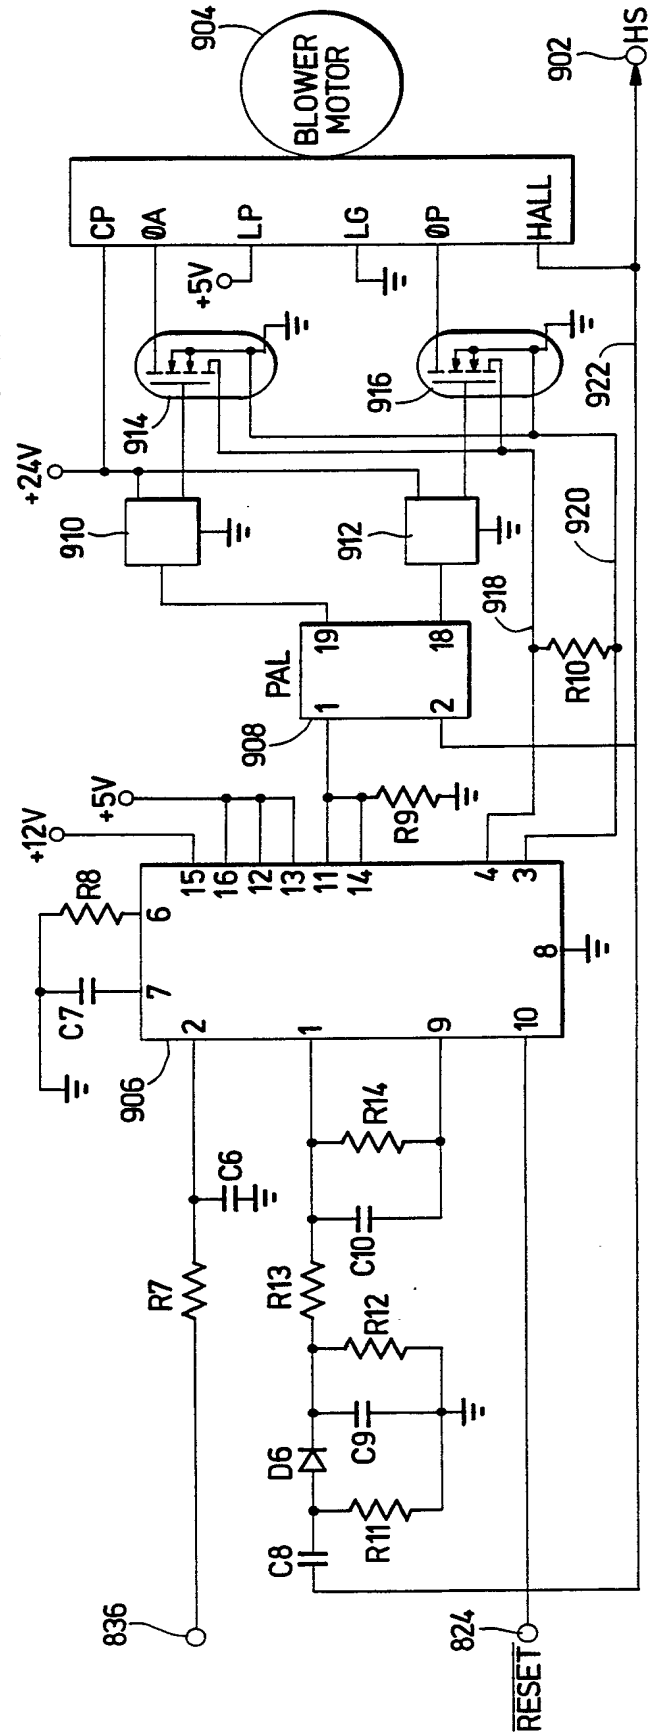 904
BLOWER
MOTOR
902
HS
CP
ØA
LP
LG
ØP
HALL
+5V
914
916
922
+24V
910
912
918
920
PAL
19
18
1
2
908
R10
+12V
+5V
R9
R8
C7
6
7
15
16
12
13
11
14
4
3
8
2
1
9
10
906
R7
C6
R13
R14
C10
R12
D6
C9
C8
R11
836
824
RESET